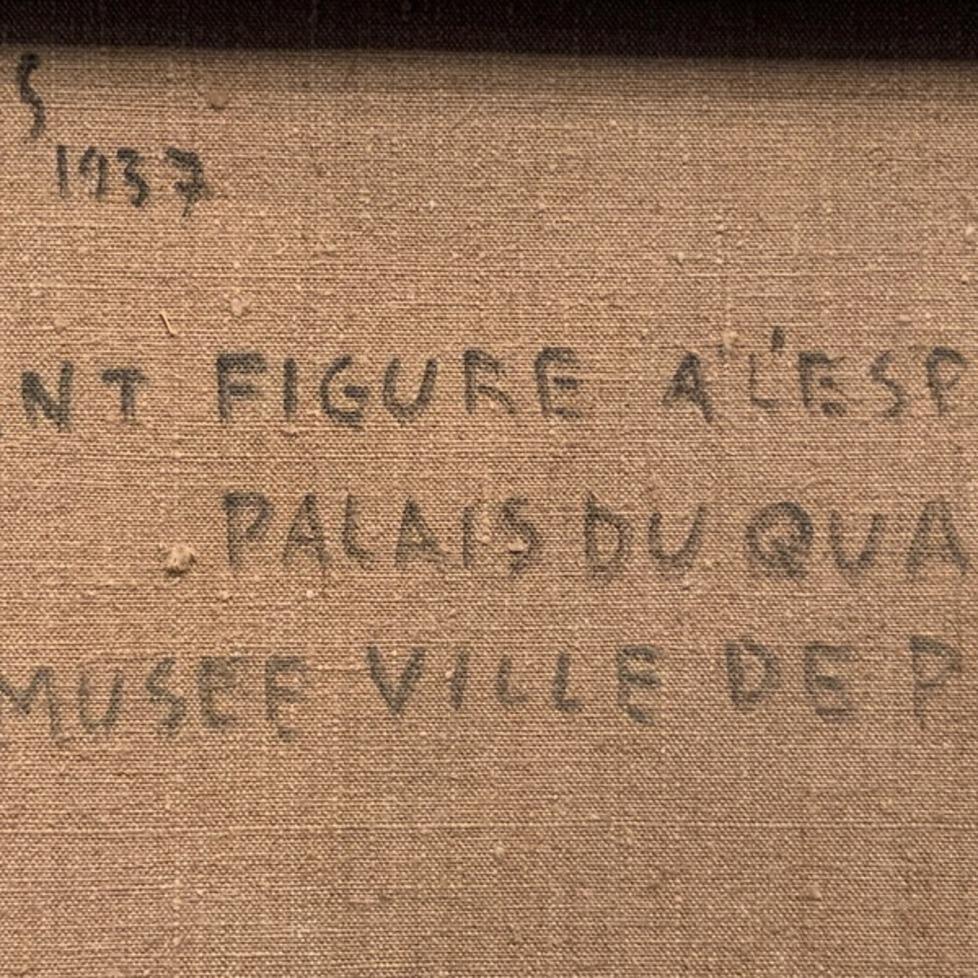 S
1937
NT FIGURE A L'ESP
PALAIS DU QUA
MUSEE VILLE DE P